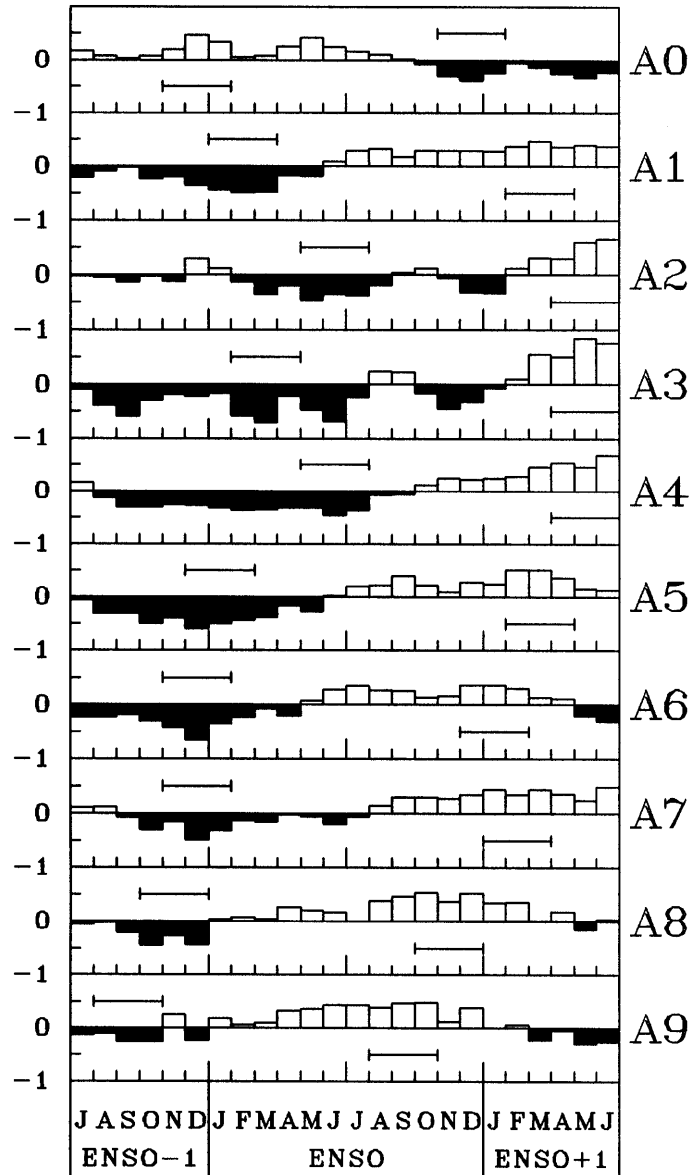 0 A0
-1
0 A1
-1
0 A2
-1
0 A3
-1
0 A4
-1
0 A5
-1
0 A6
-1
0 A7
-1
0 A8
-1
0 A9
-1
J A S O N D J F M A M J J A S O N D J F M A M J
ENSO-1 ENSO ENSO+1